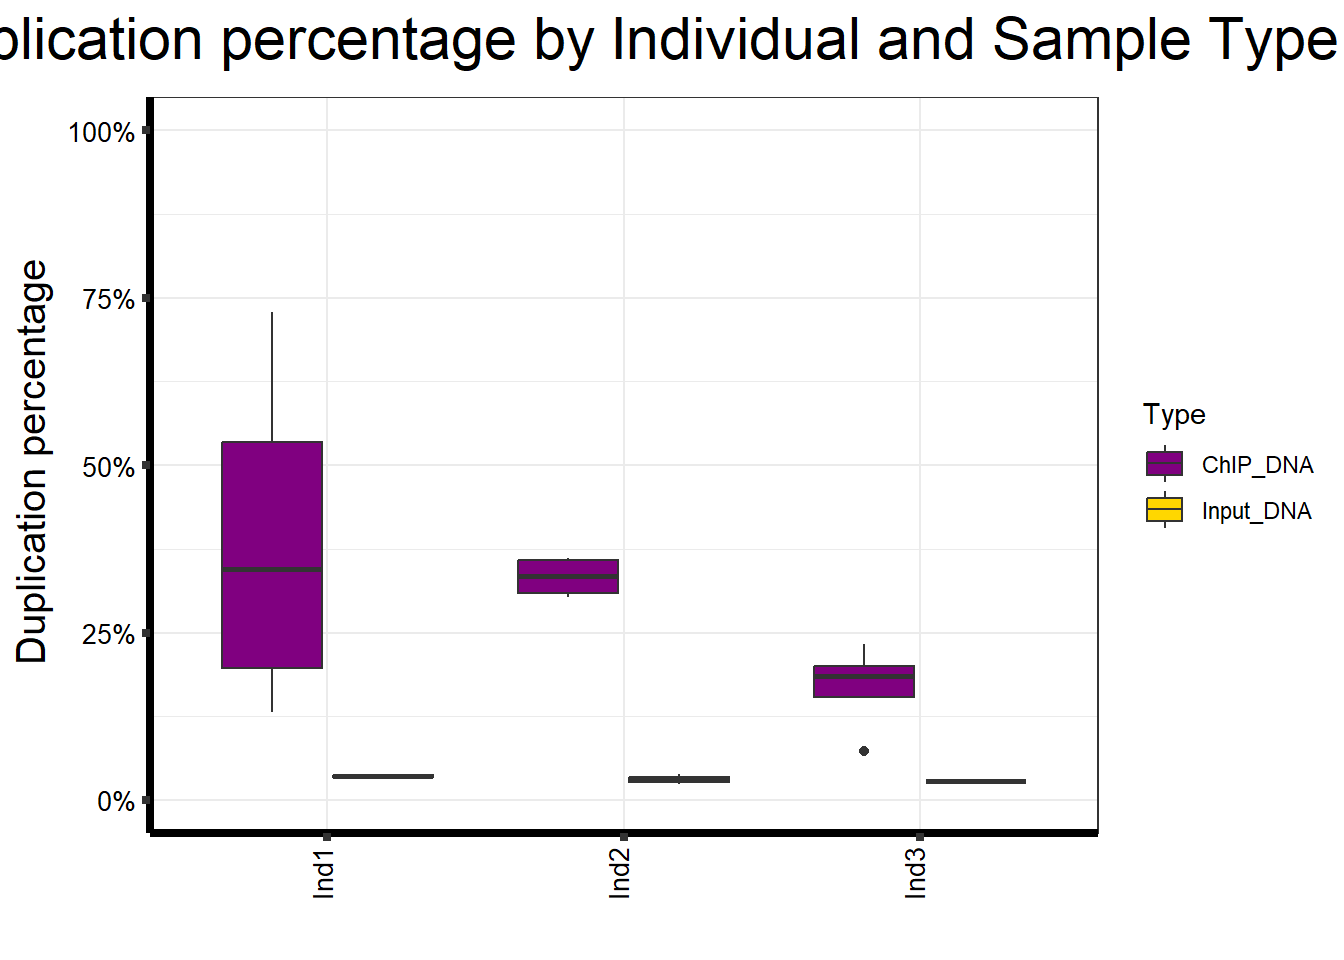 plication percentage by Individual and Sample Type
Duplication percentage
100%
75%
50%
25%
0%
Ind1
Ind2
Ind3
Type
ChIP_DNA
Input_DNA